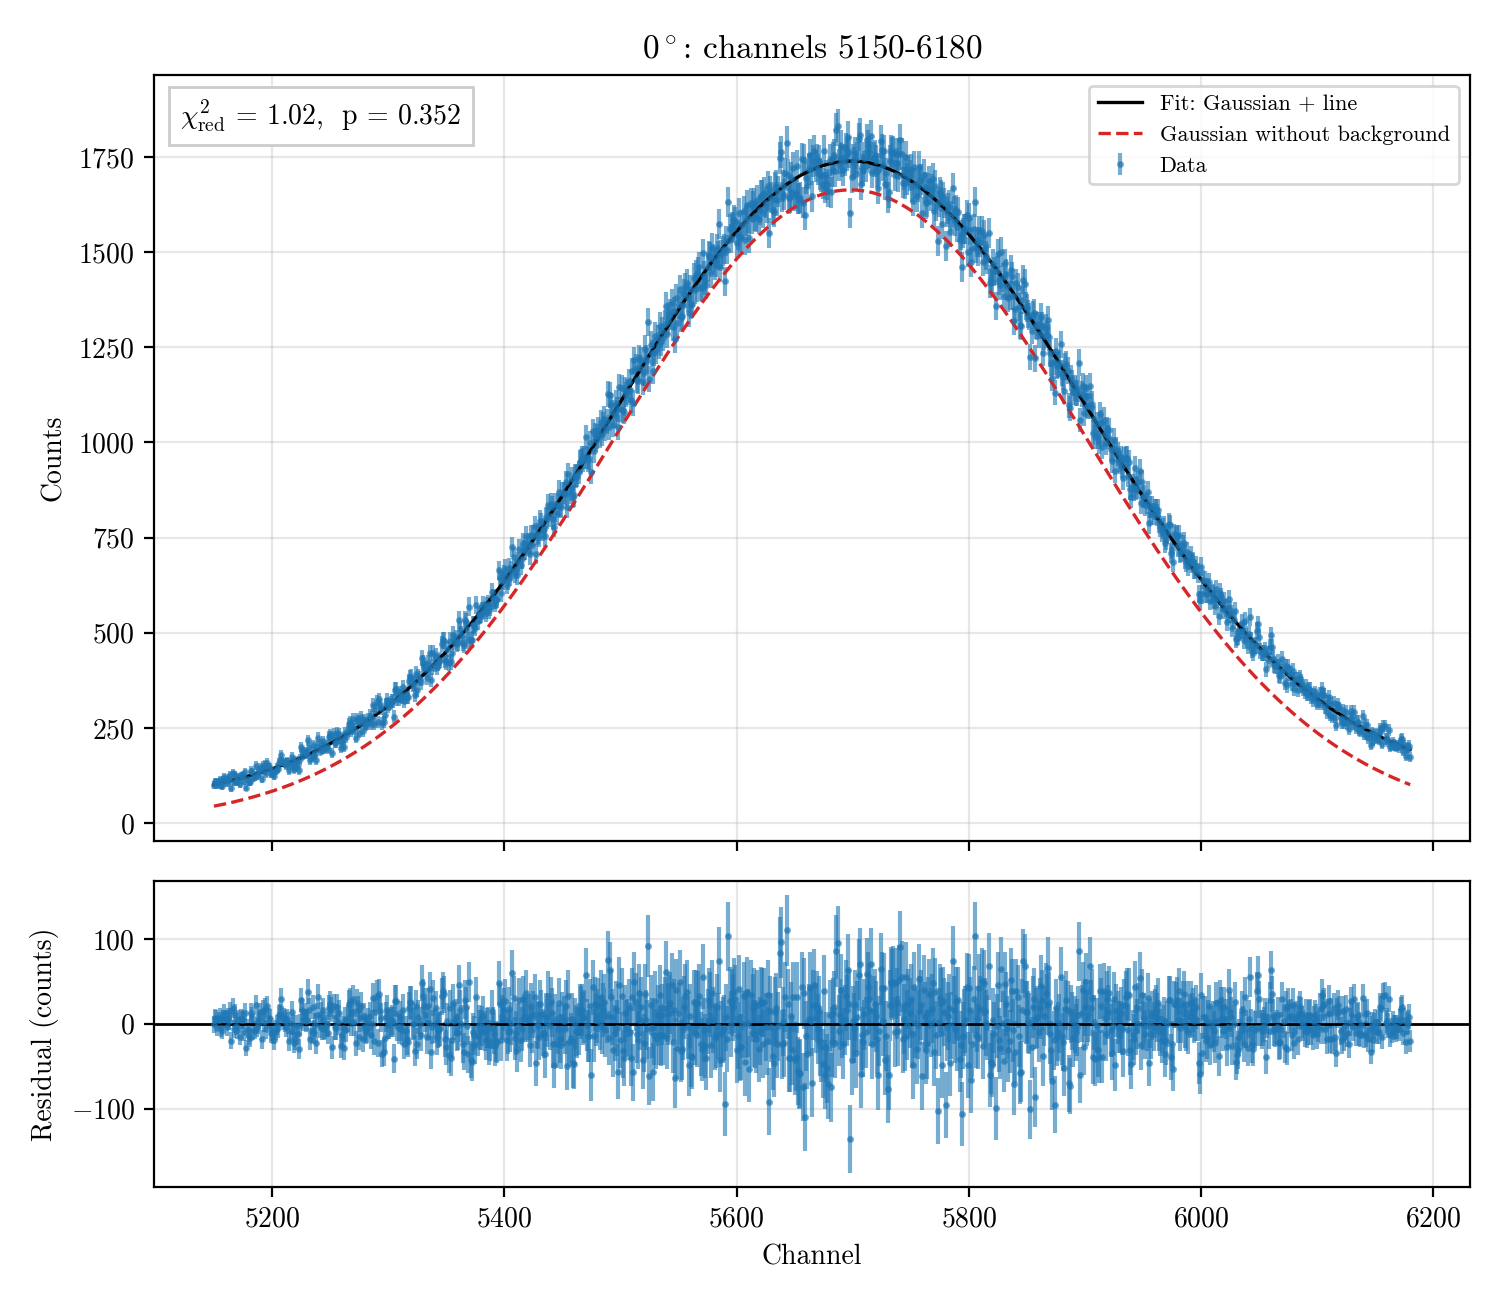 0°: channels 5150-6180
χ²red = 1.02, p = 0.352
Fit: Gaussian + line
Gaussian without background
Data
1750
1500
1250
1000
750
500
250
0
Counts
100
0
−100
Residual (counts)
5200 5400 5600 5800 6000 6200
Channel